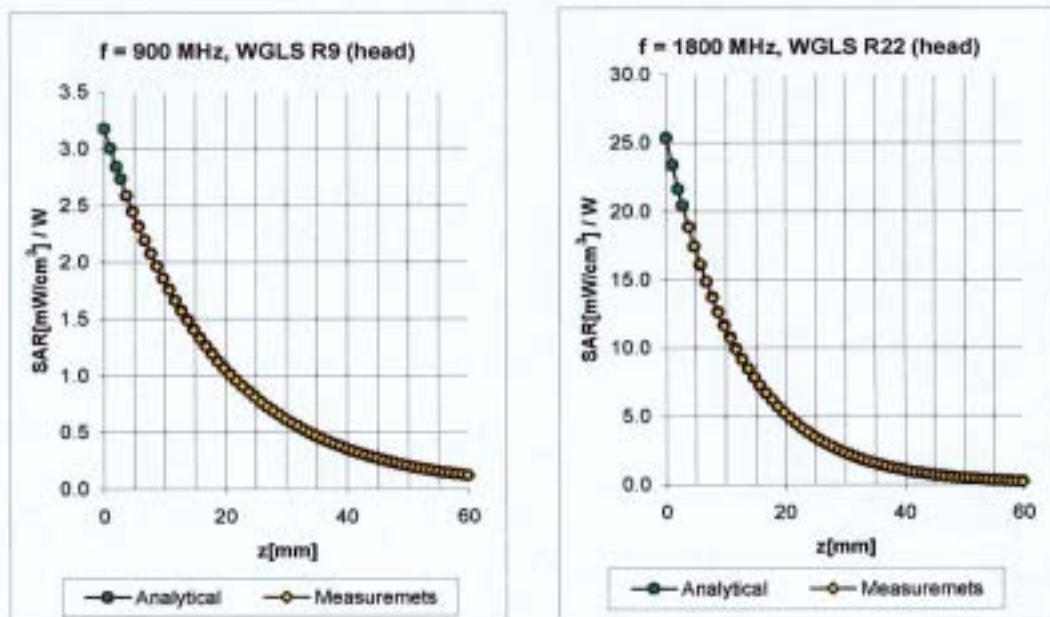 f = 900 MHz, WGLS R9 (head)
3.5
3.0
2.5
2.0
1.5
1.0
0.5
0.0
SAR[mW/cm³] / W
0
20
40
60
z[mm]
Analytical
Measuremets
f = 1800 MHz, WGLS R22 (head)
30.0
25.0
20.0
15.0
10.0
5.0
0.0
SAR[mW/cm³] / W
0
20
40
60
z[mm]
Analytical
Measuremets